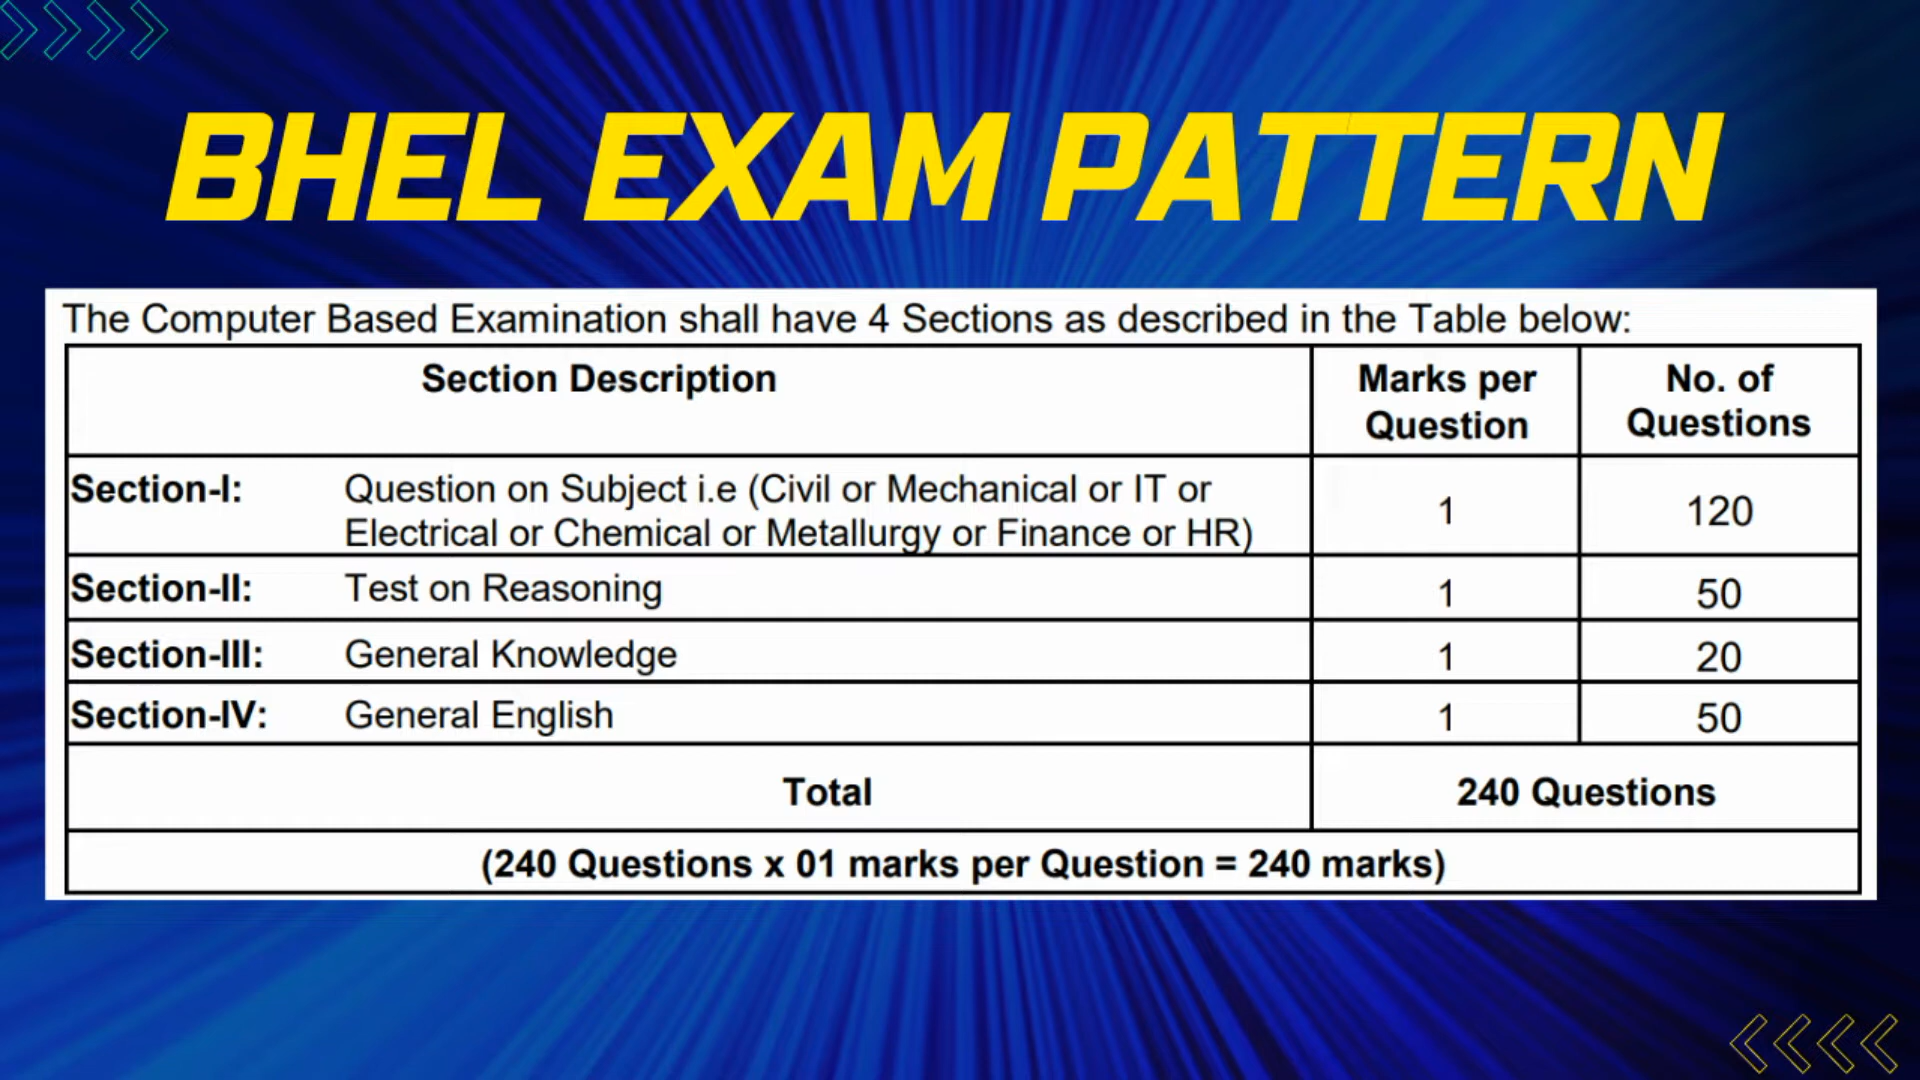 BHEL EXAM PATTERN
The Computer Based Examination shall have 4 Sections as described in the Table below:
Section Description
Marks per
Question
No. of
Questions
Section-I: Question on Subject i.e (Civil or Mechanical or IT or
Electrical or Chemical or Metallurgy or Finance or HR)
1 120
Section-II: Test on Reasoning 1 50
Section-III: General Knowledge 1 20
Section-IV: General English 1 50
Total 240 Questions
(240 Questions x 01 marks per Question = 240 marks)